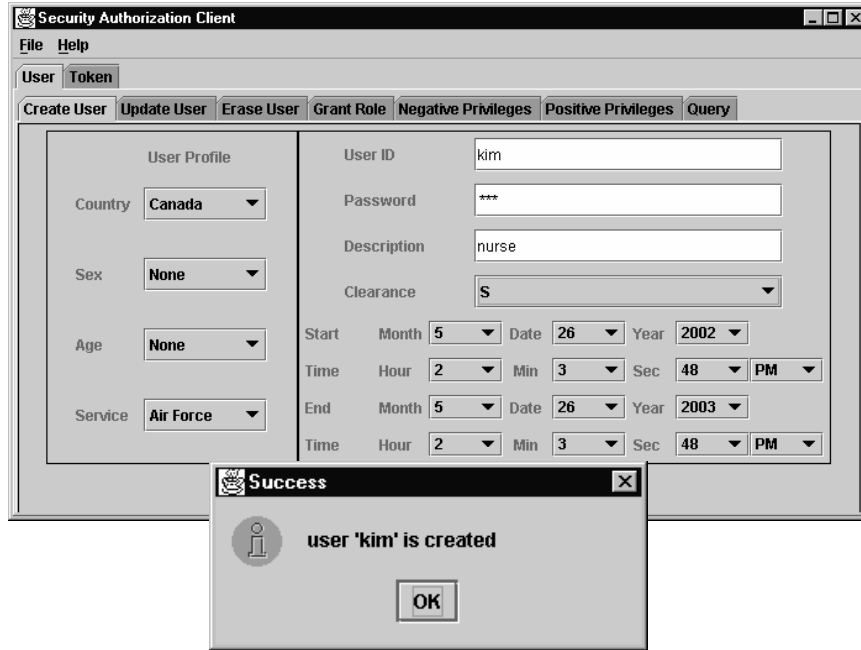 Security Authorization Client
File Help
User Token
Create User Update User Erase User Grant Role Negative Privileges Positive Privileges Query
User Profile
Country Canada
Sex None
Age None
Service Air Force
User ID kim
Password ***
Description nurse
Clearance S
Start Month 5 Date 26 Year 2002
Time Hour 2 Min 3 Sec 48 PM
End Month 5 Date 26 Year 2003
Time Hour 2 Min 3 Sec 48 PM
Success
user 'kim' is created
OK